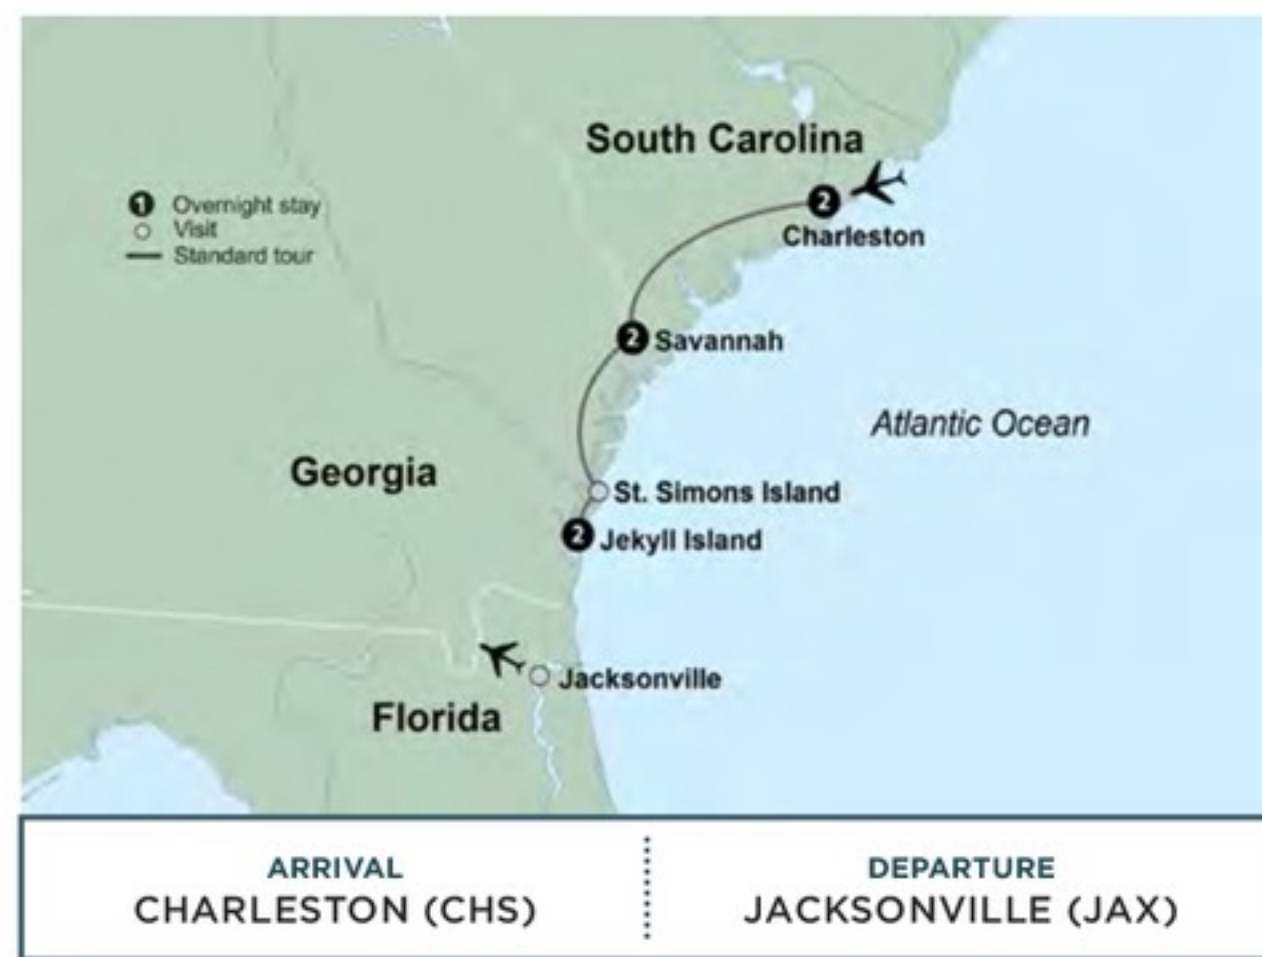 South Carolina
1 Overnight stay
Visit
Standard tour
2
Charleston
2 Savannah
Atlantic Ocean
Georgia
St. Simons Island
2 Jekyll Island
Jacksonville
Florida
ARRIVAL
CHARLESTON (CHS)
DEPARTURE
JACKSONVILLE (JAX)